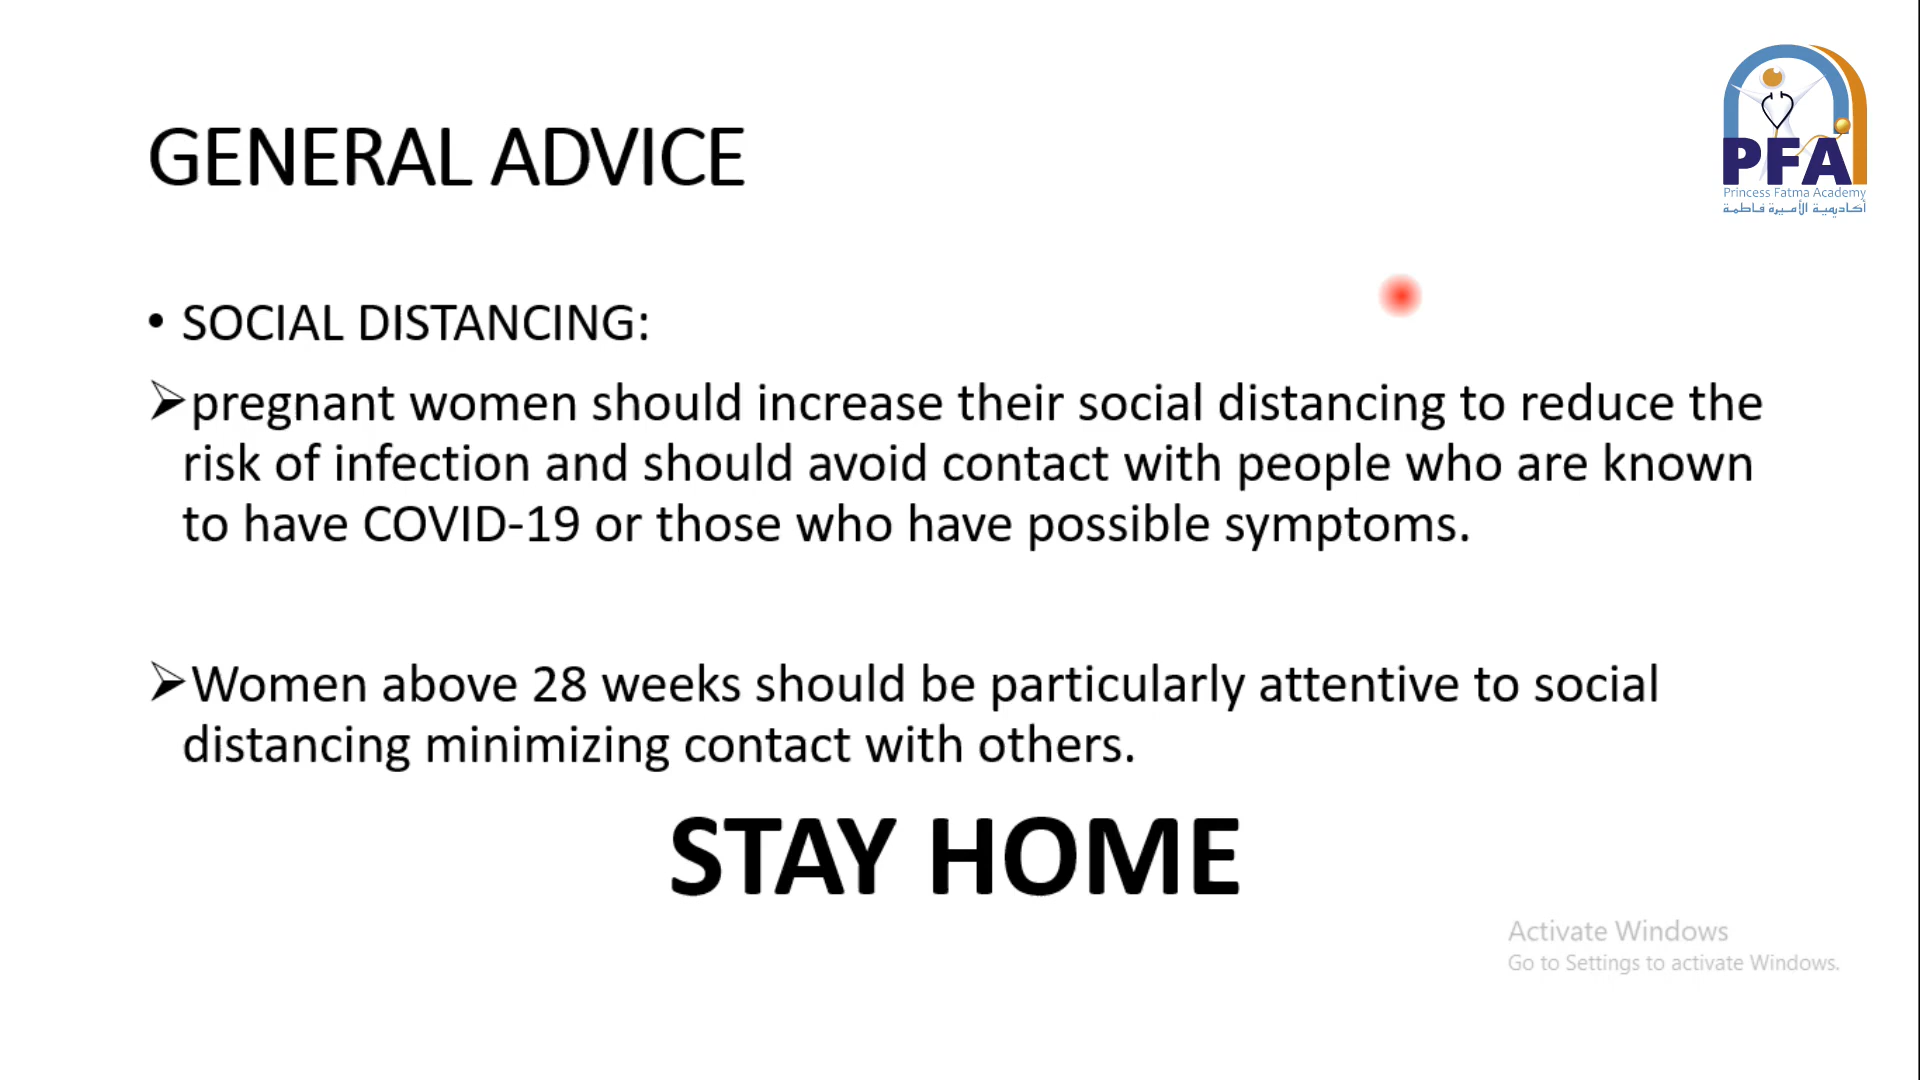 PFA
Princess Fatma Academy
أكاديمية الأميرة فاطمة
GENERAL ADVICE
• SOCIAL DISTANCING:
➢pregnant women should increase their social distancing to reduce the
risk of infection and should avoid contact with people who are known
to have COVID-19 or those who have possible symptoms.
➢Women above 28 weeks should be particularly attentive to social
distancing minimizing contact with others.
STAY HOME
Activate Windows
Go to Settings to activate Windows.